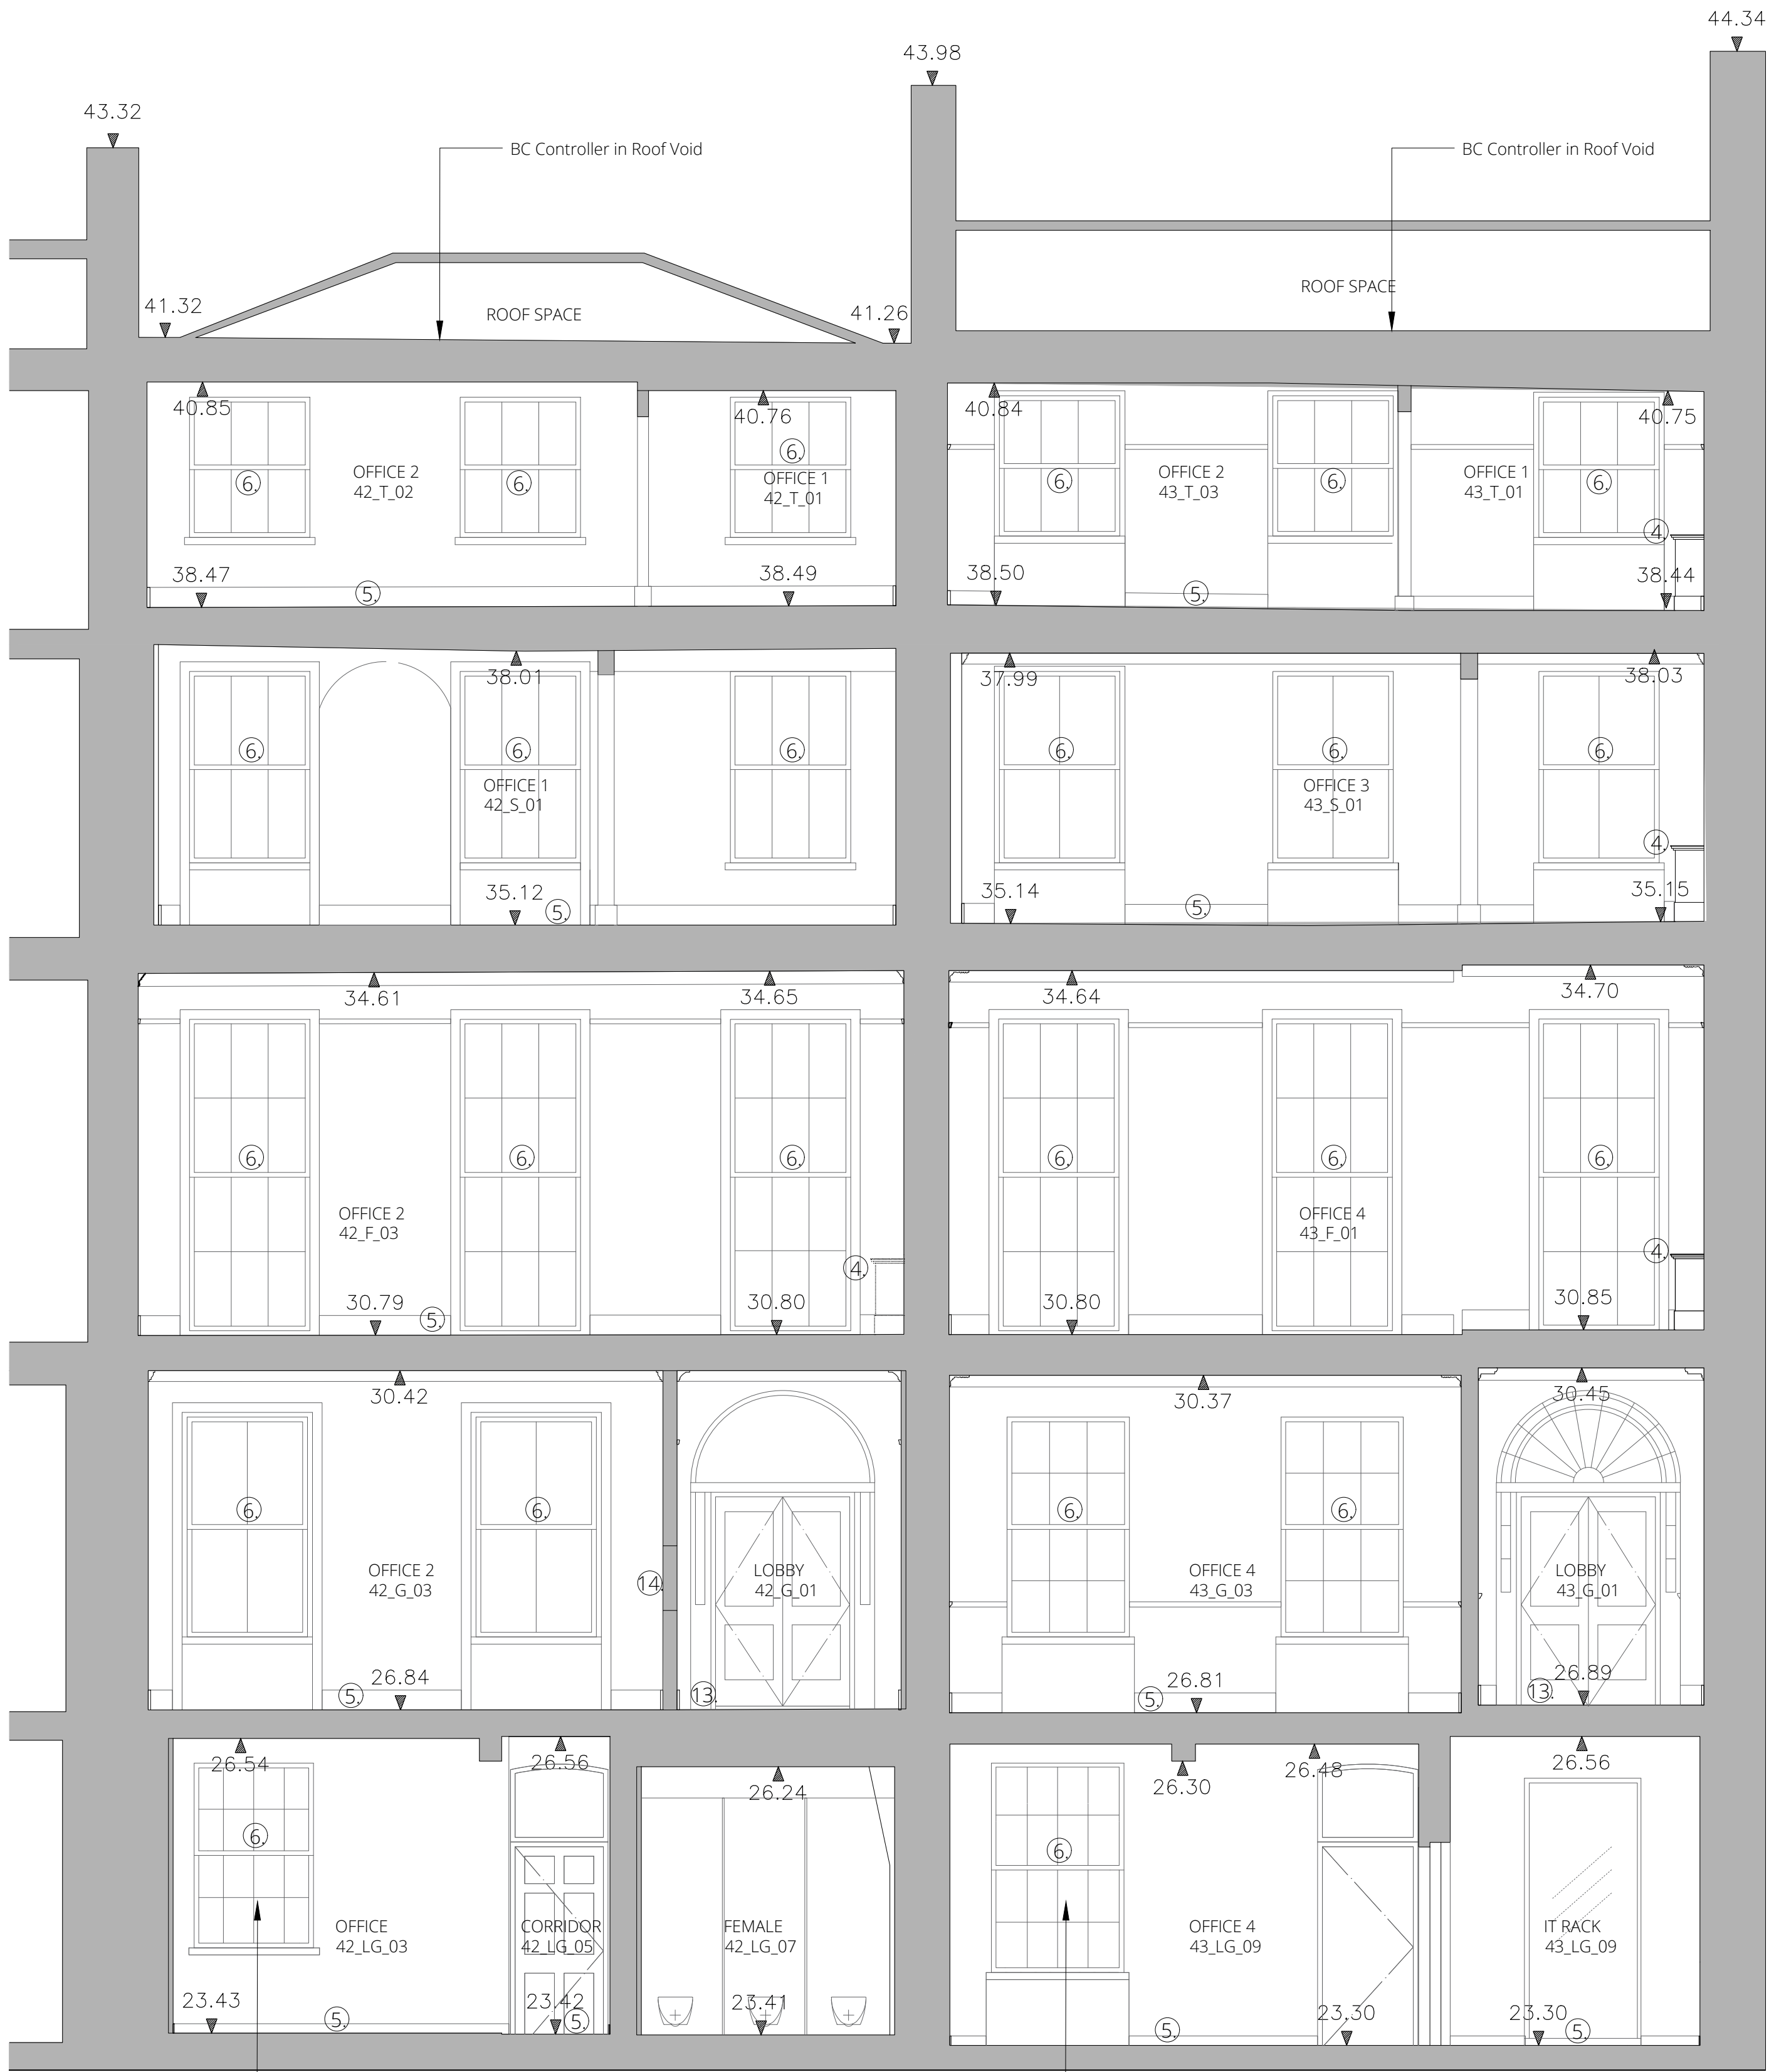 44.34
43.98
43.32
BC Controller in Roof Void
BC Controller in Roof Void
ROOF SPACE
41.32
41.26
ROOF SPACE
40.85
40.76
40.84
40.75
6.
OFFICE 2
42_T_02
6.
6.
OFFICE 1
42_T_01
6.
OFFICE 2
43_T_03
6.
OFFICE 1
43_T_01
6.
4.
38.47
5.
38.49
38.50
5.
38.44
38.01
37.99
38.03
6.
6.
6.
6.
6.
6.
OFFICE 1
42_S_01
OFFICE 3
43_S_01
4.
35.12
5.
35.14
5.
35.15
34.61
34.65
34.64
34.70
6.
6.
6.
6.
6.
6.
OFFICE 2
42_F_03
OFFICE 4
43_F_01
4.
4.
30.79
5.
30.80
30.80
30.85
30.42
30.37
30.45
6.
6.
6.
6.
OFFICE 2
42_G_03
14.
LOBBY
42_G_01
OFFICE 4
43_G_03
LOBBY
43_G_01
5.
26.84
13.
5.
26.81
13.
26.89
26.54
26.56
26.24
26.30
26.48
26.56
6.
6.
OFFICE
42_LG_03
CORRIDOR
42_LG_05
FEMALE
42_LG_07
OFFICE 4
43_LG_09
IT RACK
43_LG_09
23.43
5.
23.42
5.
23.41
5.
23.30
23.30
5.